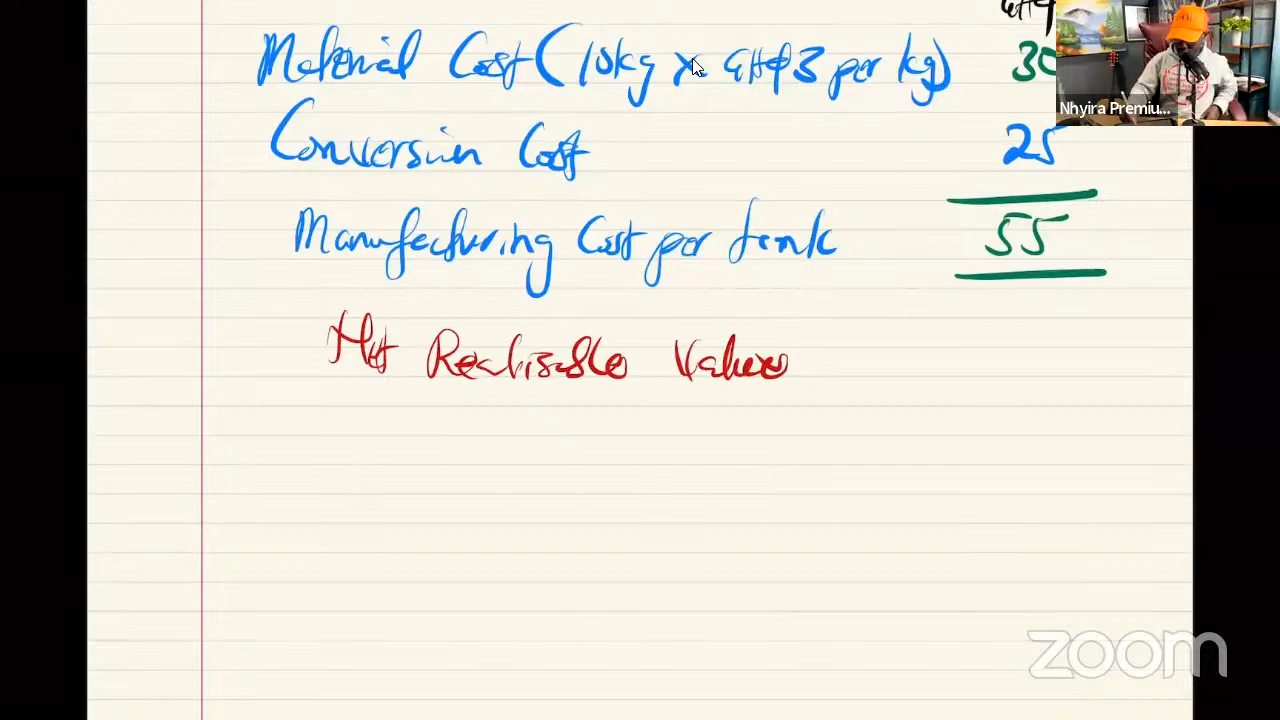 GH¢
Material Cost (10kg x GH¢3 per kg) 30
Nhyira Premiu...
Conversion Cost 25
Manufacturing Cost per tank 55
Net Realisable Value
zoom